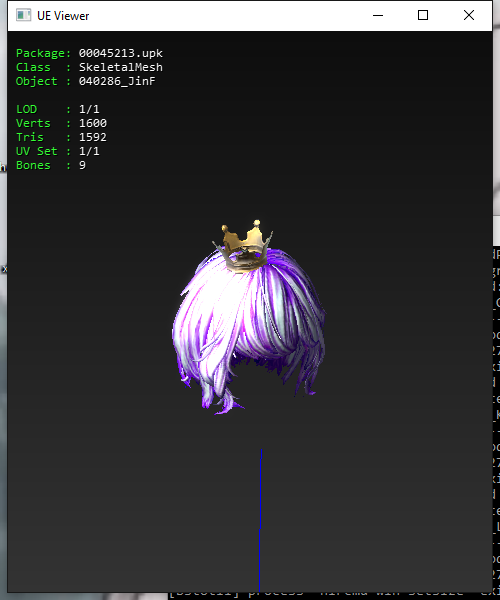 UE Viewer
Package: 00045213.upk
Class : SkeletalMesh
Object : 040286_JinF
LOD : 1/1
Verts : 1600
Tris : 1592
UV Set : 1/1
Bones : 9